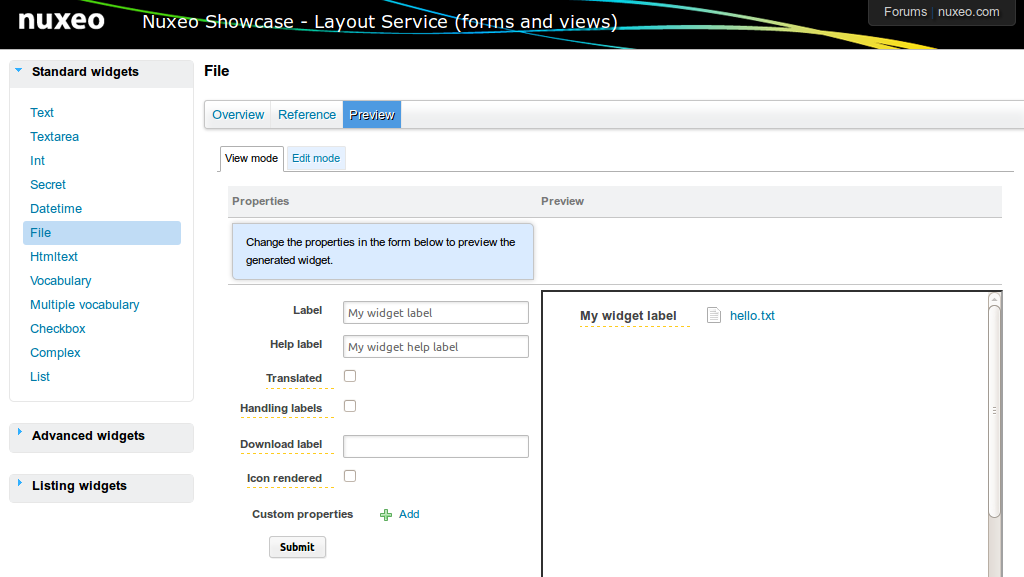 nuxeo
Nuxeo Showcase - Layout Service (forms and views)
Forums | nuxeo.com
Standard widgets
Text
Textarea
Int
Secret
Datetime
File
Htmltext
Vocabulary
Multiple vocabulary
Checkbox
Complex
List
Advanced widgets
Listing widgets
File
Overview
Reference
Preview
View mode
Edit mode
Properties
Preview
Change the properties in the form below to preview the
generated widget.
Label
My widget label
Help label
My widget help label
Translated
Handling labels
Download label
Icon rendered
Custom properties
Add
Submit
My widget label
hello.txt